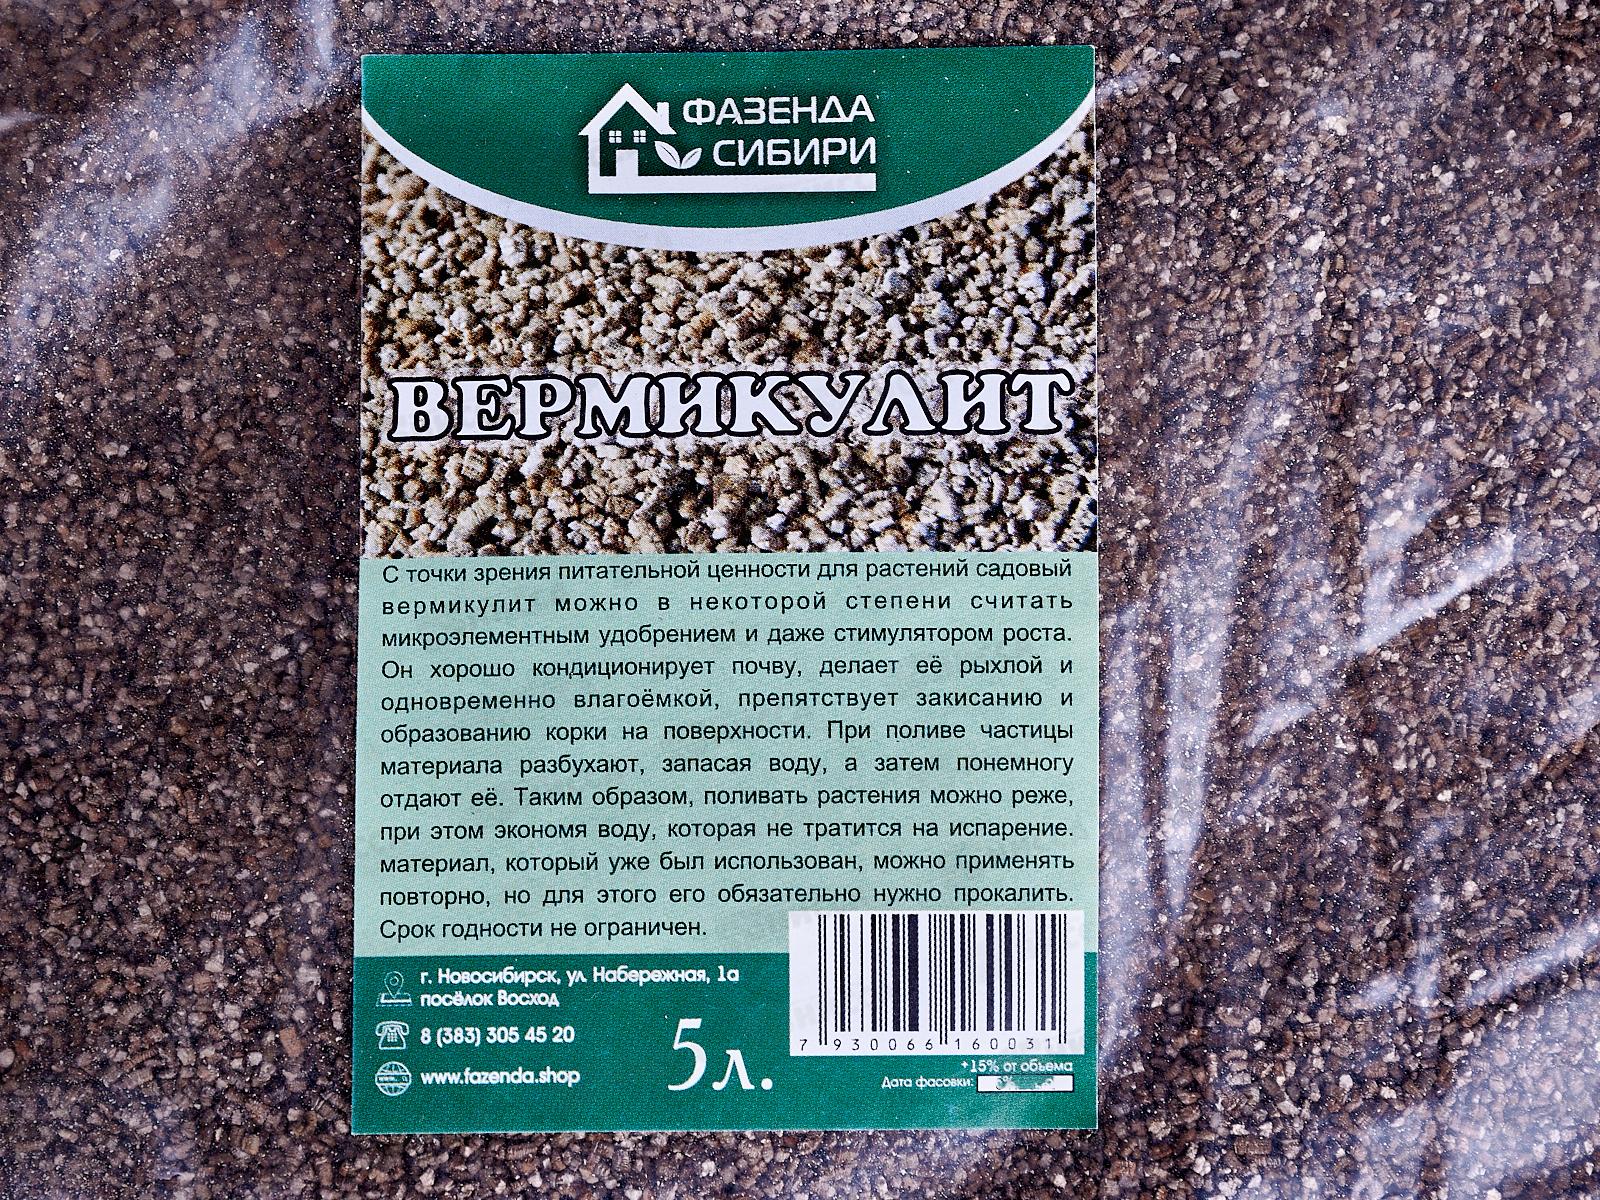 ФАЗЕНДА
СИБИРИ
ВЕРМИКУЛИТ
С точки зрения питательной ценности для растений садовый
вермикулит можно в некоторой степени считать
микроэлементным удобрением и даже стимулятором роста.
Он хорошо кондиционирует почву, делает её рыхлой и
одновременно влагоёмкой, препятствует закисанию и
образованию корки на поверхности. При поливе частицы
материала разбухают, запасая воду, а затем понемногу
отдают её. Таким образом, поливать растения можно реже,
при этом экономя воду, которая не тратится на испарение.
материал, который уже был использован, можно применять
повторно, но для этого его обязательно нужно прокалить.
Срок годности не ограничен.
г. Новосибирск, ул. Набережная, 1а
посёлок Восход
8 (383) 305 45 20
www.fazenda.shop
5л.
7 930066 160031
+15% от объема
Дата фасовки: